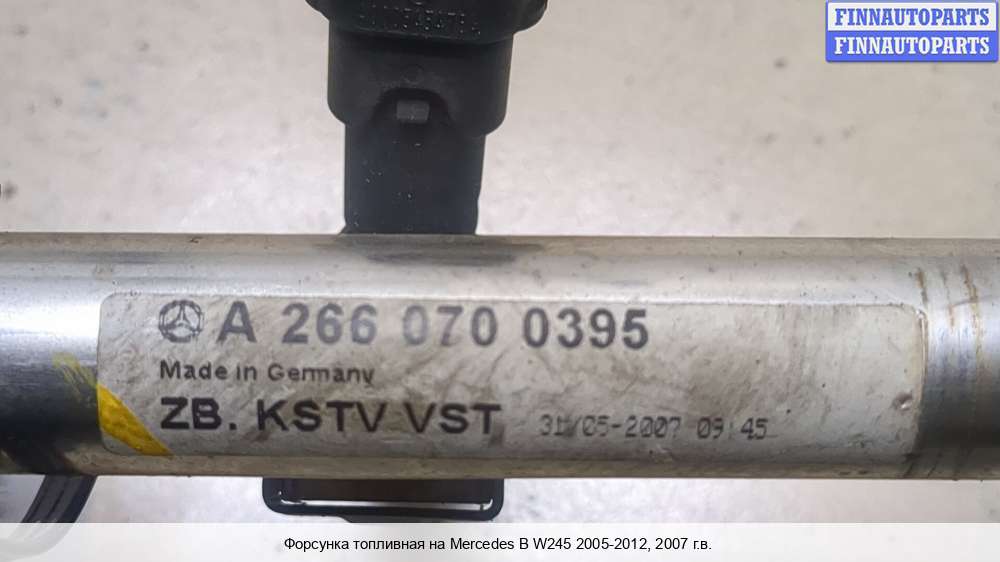 FINNAUTOPARTS
FINNAUTOPARTS
A 266 070 0395
Made in Germany
ZB. KSTV VST 31/05-2007 09:45
Форсунка топливная на Mercedes B W245 2005-2012, 2007 г.в.